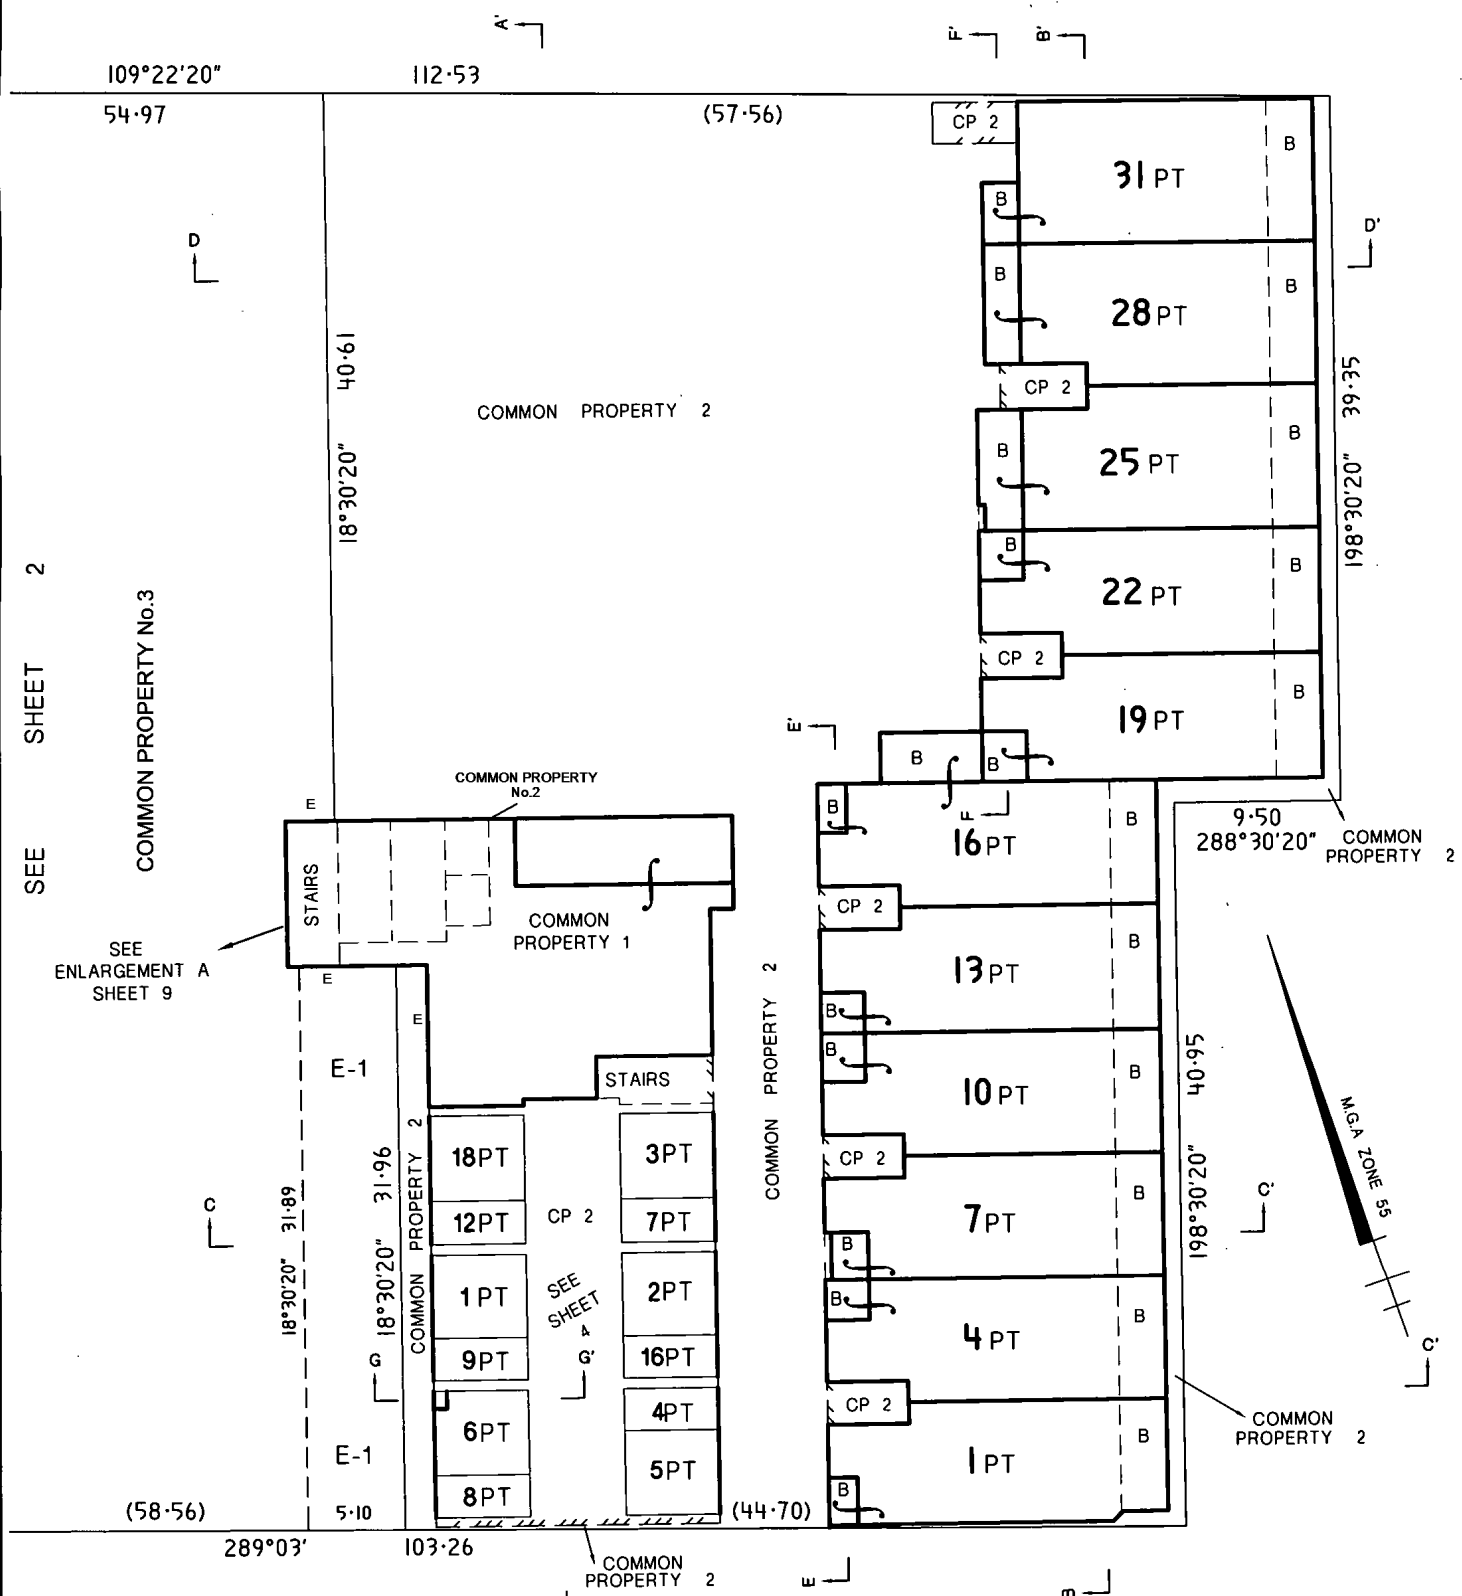 A'
F'
B'
109°22'20"
112·53
54·97
(57·56)
CP 2
B
31 PT
B
D
D'
B
28 PT
B
40·61
18°30'20"
COMMON PROPERTY 2
CP 2
39·35
198°30'20"
B
25 PT
B
B
22 PT
B
SEE SHEET 2
COMMON PROPERTY No.3
CP 2
B
19 PT
E'
B
B
COMMON PROPERTY
No.2
E
F
B
16 PT
B
9·50
288°30'20"
COMMON
PROPERTY 2
STAIRS
CP 2
COMMON
PROPERTY 1
SEE
ENLARGEMENT A
SHEET 9
E
E
COMMON PROPERTY 2
13 PT
B
B
B
10 PT
B
40·95
198°30'20"
E-1
STAIRS
M.G.A ZONE 55
18PT
3PT
CP 2
31·96
18°30'20"
COMMON PROPERTY 2
31·89
18°30'20"
C
12PT
CP 2
7PT
7 PT
B
C'
B
1 PT
SEE
SHEET
4
2PT
B
4 PT
B
G
G'
9PT
16PT
C'
CP 2
6PT
4PT
COMMON
PROPERTY 2
E-1
5PT
1 PT
B
8PT
B
(58·56)
5·10
(44·70)
289°03'
103·26
COMMON
PROPERTY 2
E
B